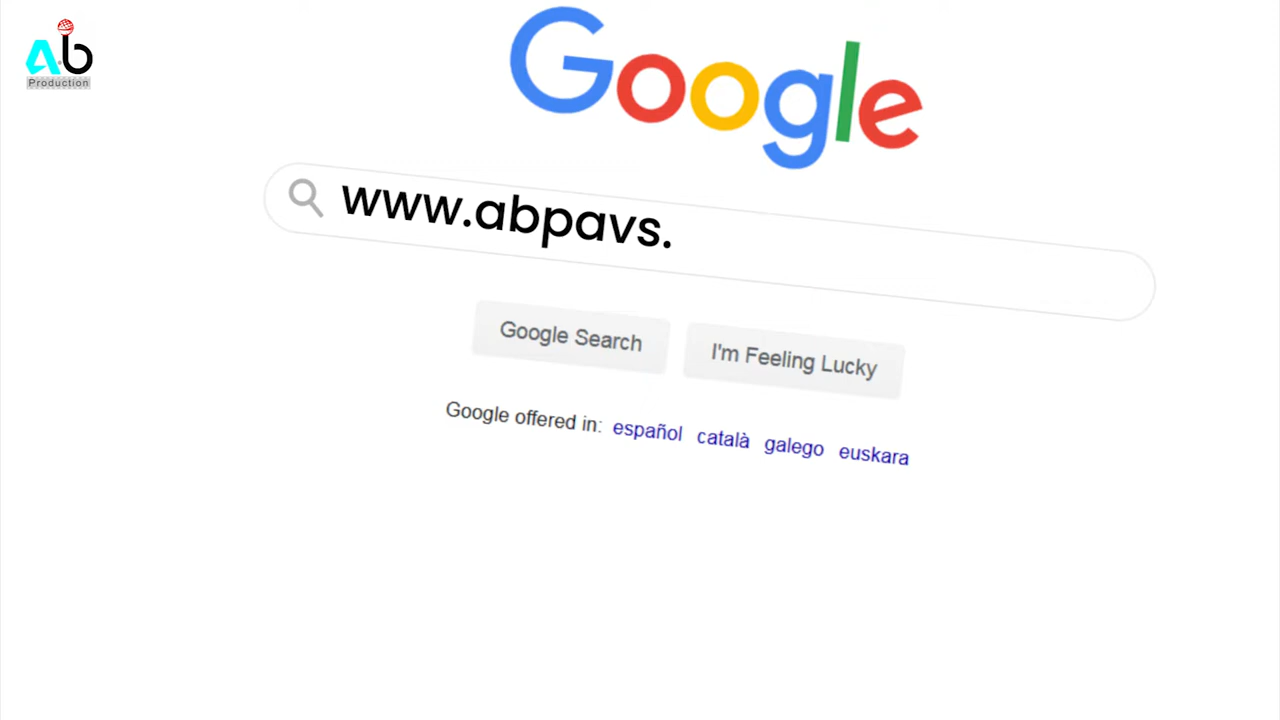 Ab
Production
Google
www.abpavs.
Google Search
I'm Feeling Lucky
Google offered in: español català galego euskara